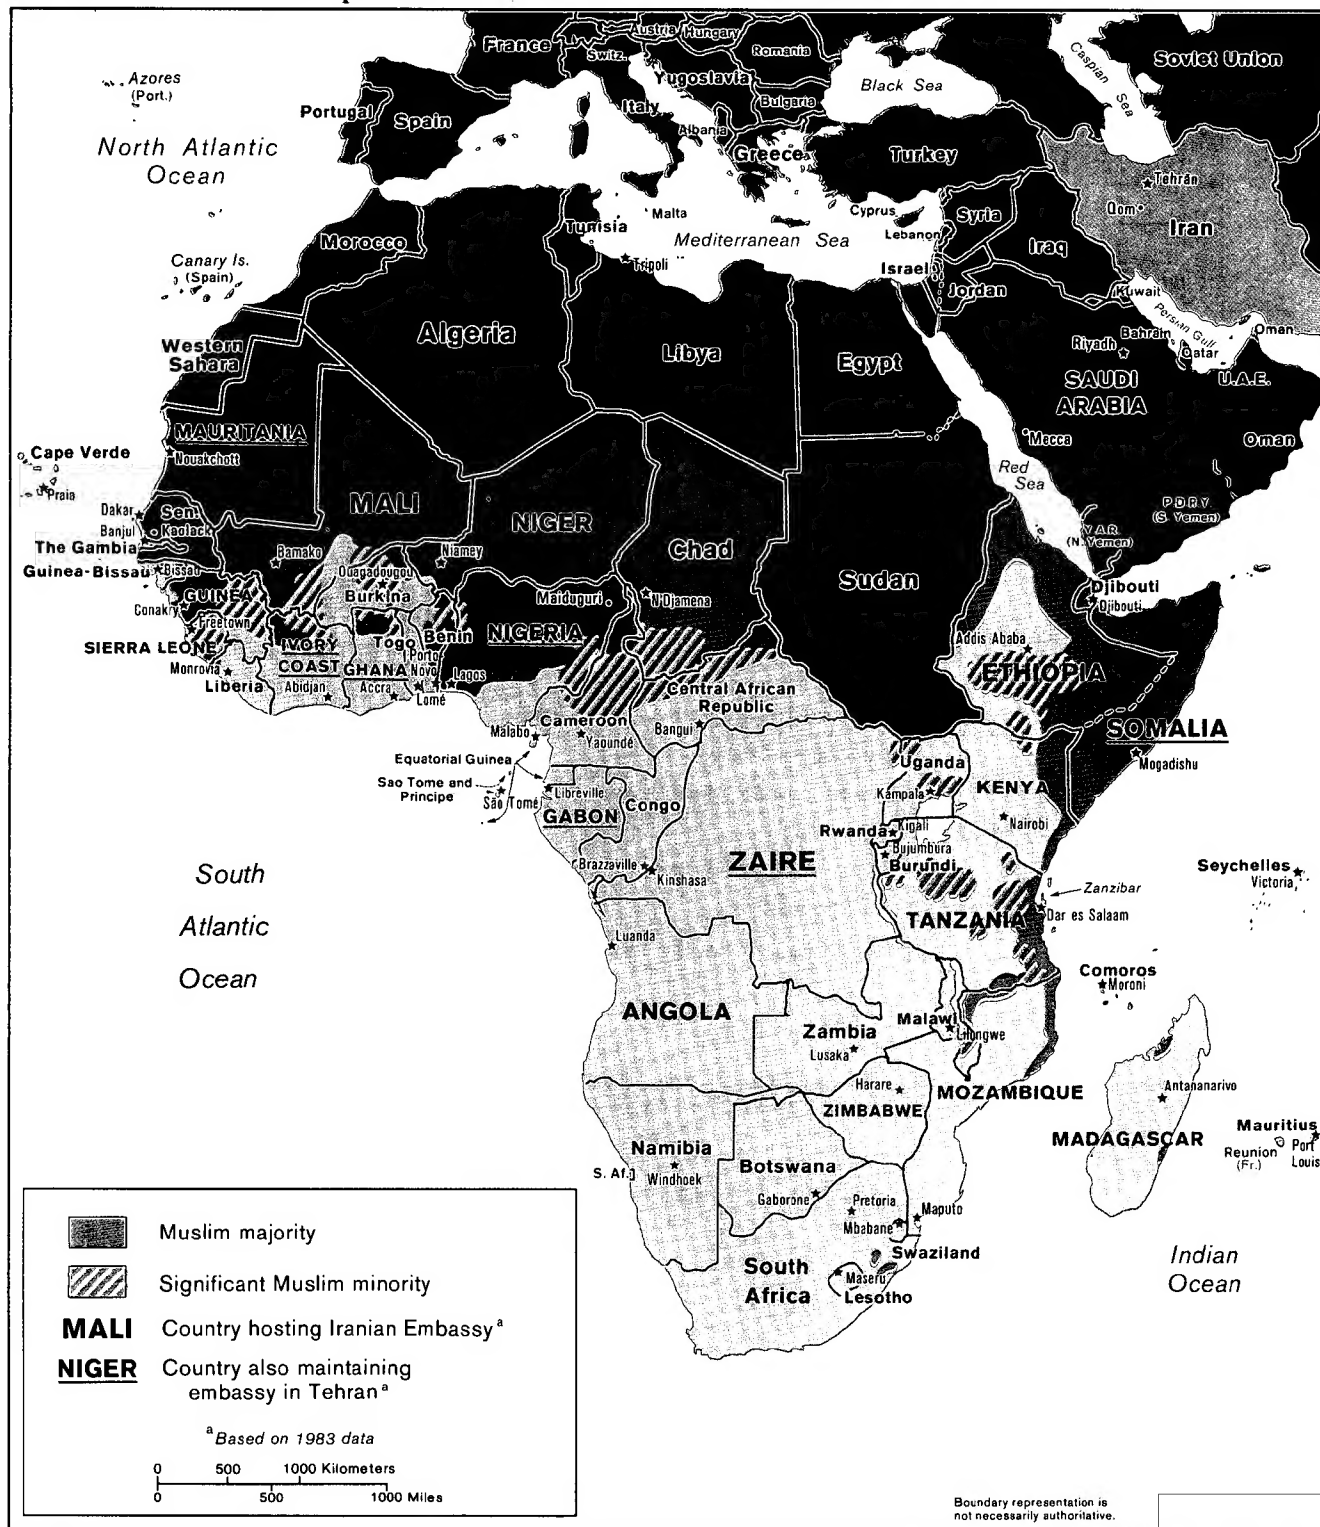 France
Austria
Hungary
Switz.
Romania
Yugoslavia
Italy
Bulgaria
Albania
Greece
Black Sea
Caspian
Sea
Soviet Union
Azores
(Port.)
Portugal
Spain
Turkey
North Atlantic
Ocean
Tehrān
Qom
Iran
Malta
Cyprus
Syria
Lebanon
Iraq
Tunisia
Mediterranean Sea
Morocco
Israel
Canary Is.
(Spain)
Tripoli
Jordan
Kuwait
Persian Gulf
Bahrain
Oman
Algeria
Libya
Egypt
Riyadh
Qatar
U.A.E.
Western
Sahara
SAUDI
ARABIA
MAURITANIA
Mecca
Oman
Cape Verde
Nouakchott
Red
Sea
Praia
Dakar
Sen.
MALI
NIGER
Chad
P.D.R.Y.
(S. Yemen)
Banjul
Kaolack
Y.A.R.
(N. Yemen)
The Gambia
Bamako
Niamey
Sudan
Guinea-Bissau
Bissau
Ouagadougou
Djibouti
Djibouti
GUINEA
Burkina
Maiduguri
N'Djamena
Conakry
Freetown
Benin
NIGERIA
Addis Ababa
SIERRA LEONE
IVORY
COAST
Togo
GHANA
Porto
Novo
ETHIOPIA
Monrovia
Liberia
Abidjan
Accra
Lomé
Lagos
Central African
Republic
Malabo
Cameroon
Yaoundé
Bangui
SOMALIA
Mogadishu
Equatorial Guinea
Uganda
Sao Tome and
Principe
São Tomé
Libreville
Kampala
KENYA
GABON
Congo
Rwanda
Kigali
Nairobi
Brazzaville
Kinshasa
ZAIRE
Bujumbura
Burundi
Seychelles
Victoria
South
Atlantic
Ocean
Zanzibar
TANZANIA
Dar es Salaam
Luanda
Comoros
Moroni
ANGOLA
Zambia
Lusaka
Malawi
Lilongwe
Harare
ZIMBABWE
MOZAMBIQUE
Antananarivo
MADAGASCAR
Mauritius
Reunion
(Fr.)
Port
Louis
Namibia
Windhoek
S. Af.
Botswana
Gaborone
Pretoria
Mbabane
Maputo
Swaziland
South
Africa
Maseru
Lesotho
Indian
Ocean
Muslim majority
Significant Muslim minority
MALI Country hosting Iranian Embassy a
NIGER Country also maintaining
embassy in Tehran a
a Based on 1983 data
0 500 1000 Kilometers
0 500 1000 Miles
Boundary representation is
not necessarily authoritative.